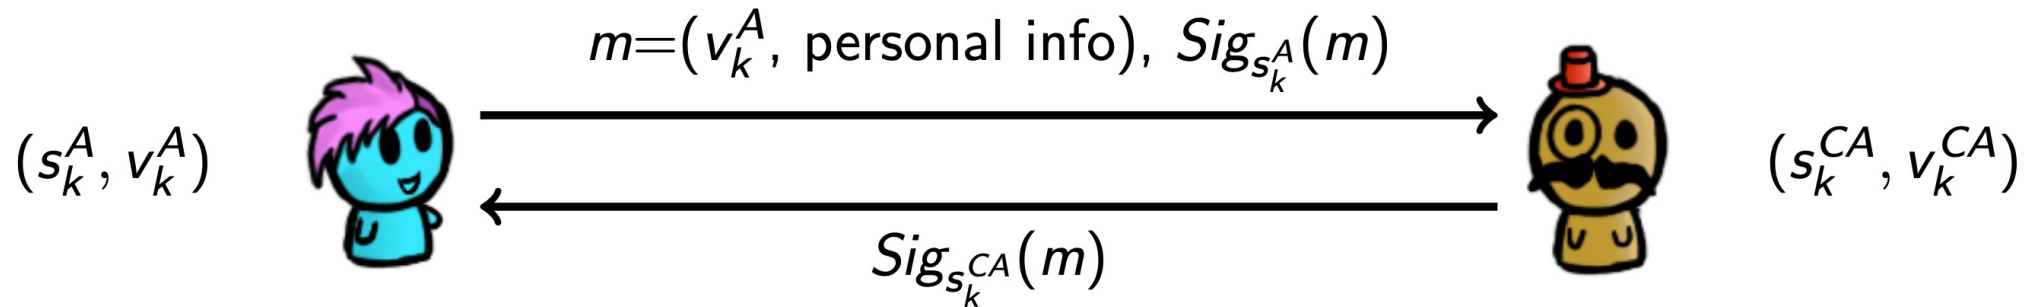 m=(v_k^A, personal info), Sig_{s_k^A}(m)
(s_k^A, v_k^A)
(s_k^{CA}, v_k^{CA})
Sig_{s_k^{CA}}(m)